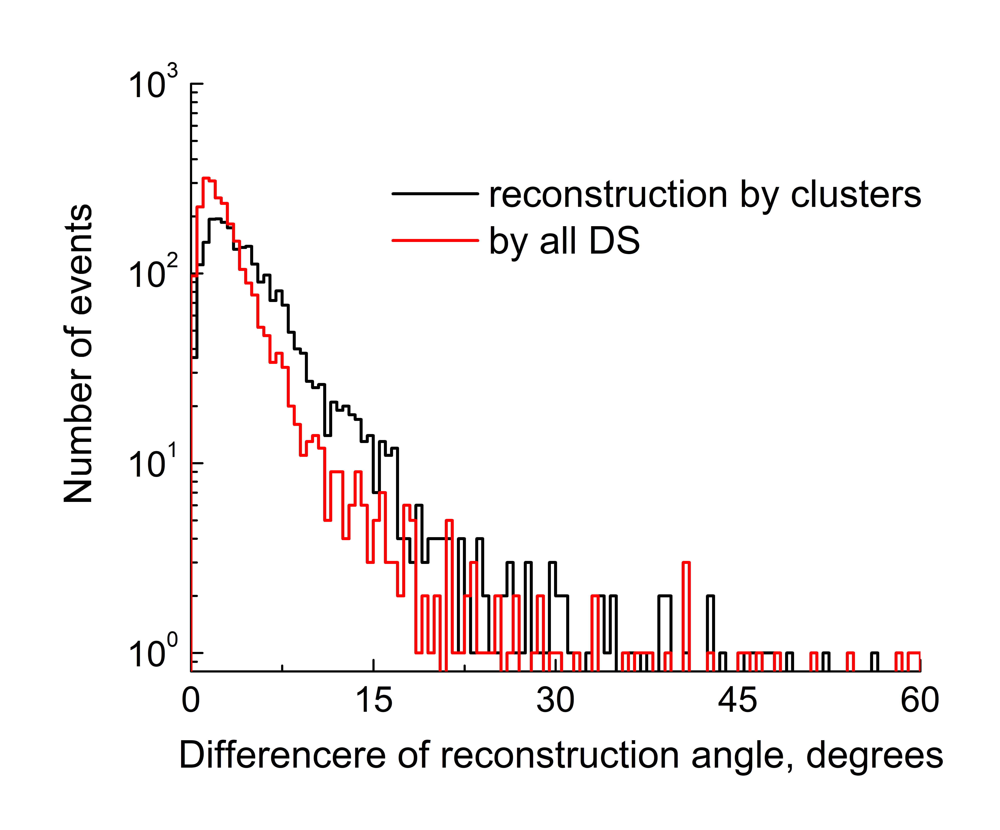 10³
10²
10¹
10⁰
Number of events
reconstruction by clusters
by all DS
0 15 30 45 60
Differencere of reconstruction angle, degrees